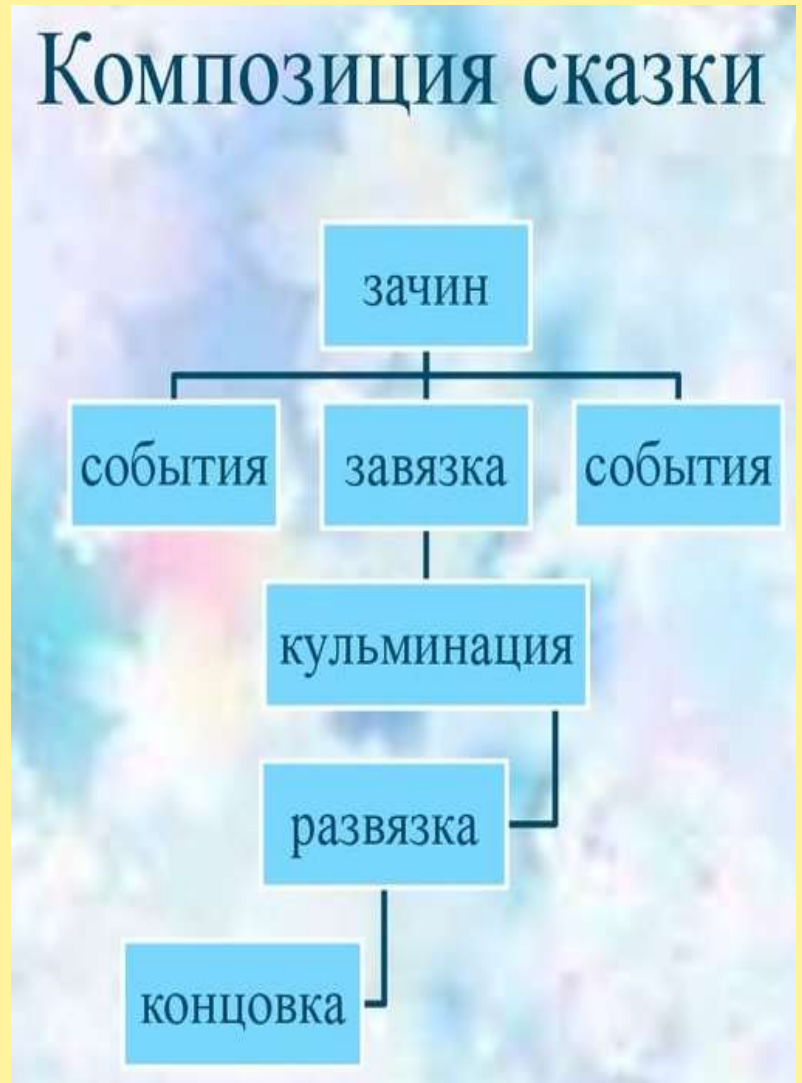 Композиция сказки
зачин
события
завязка
события
кульминация
развязка
концовка